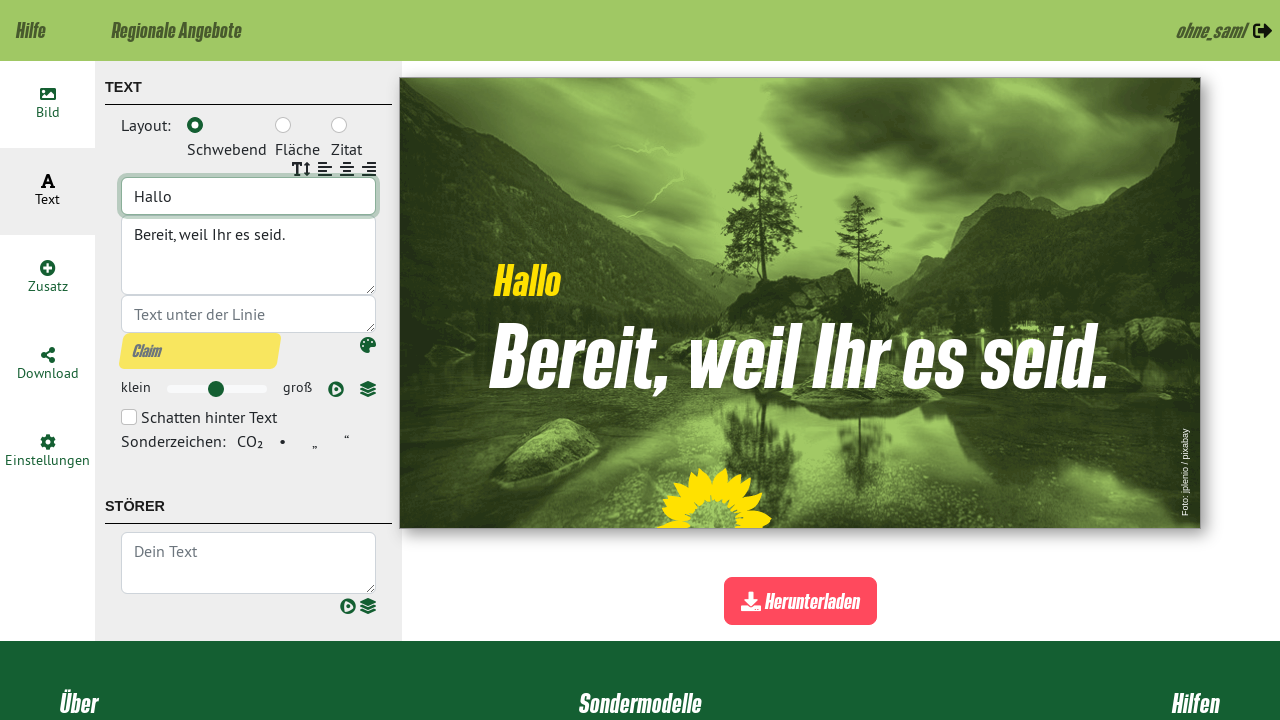 Hilfe
Regionale Angebote
ohne_saml
Bild
Text
Zusatz
Download
Einstellungen
TEXT
Layout:
Schwebend
Fläche
Zitat
Hallo
Bereit, weil Ihr es seid.
Text unter der Linie
Claim
klein
groß
Schatten hinter Text
Sonderzeichen: CO₂ • „ “
STÖRER
Dein Text
Hallo
Bereit, weil Ihr es seid.
Foto: jplenio / pixabay
Herunterladen
Über
Sondermodelle
Hilfen